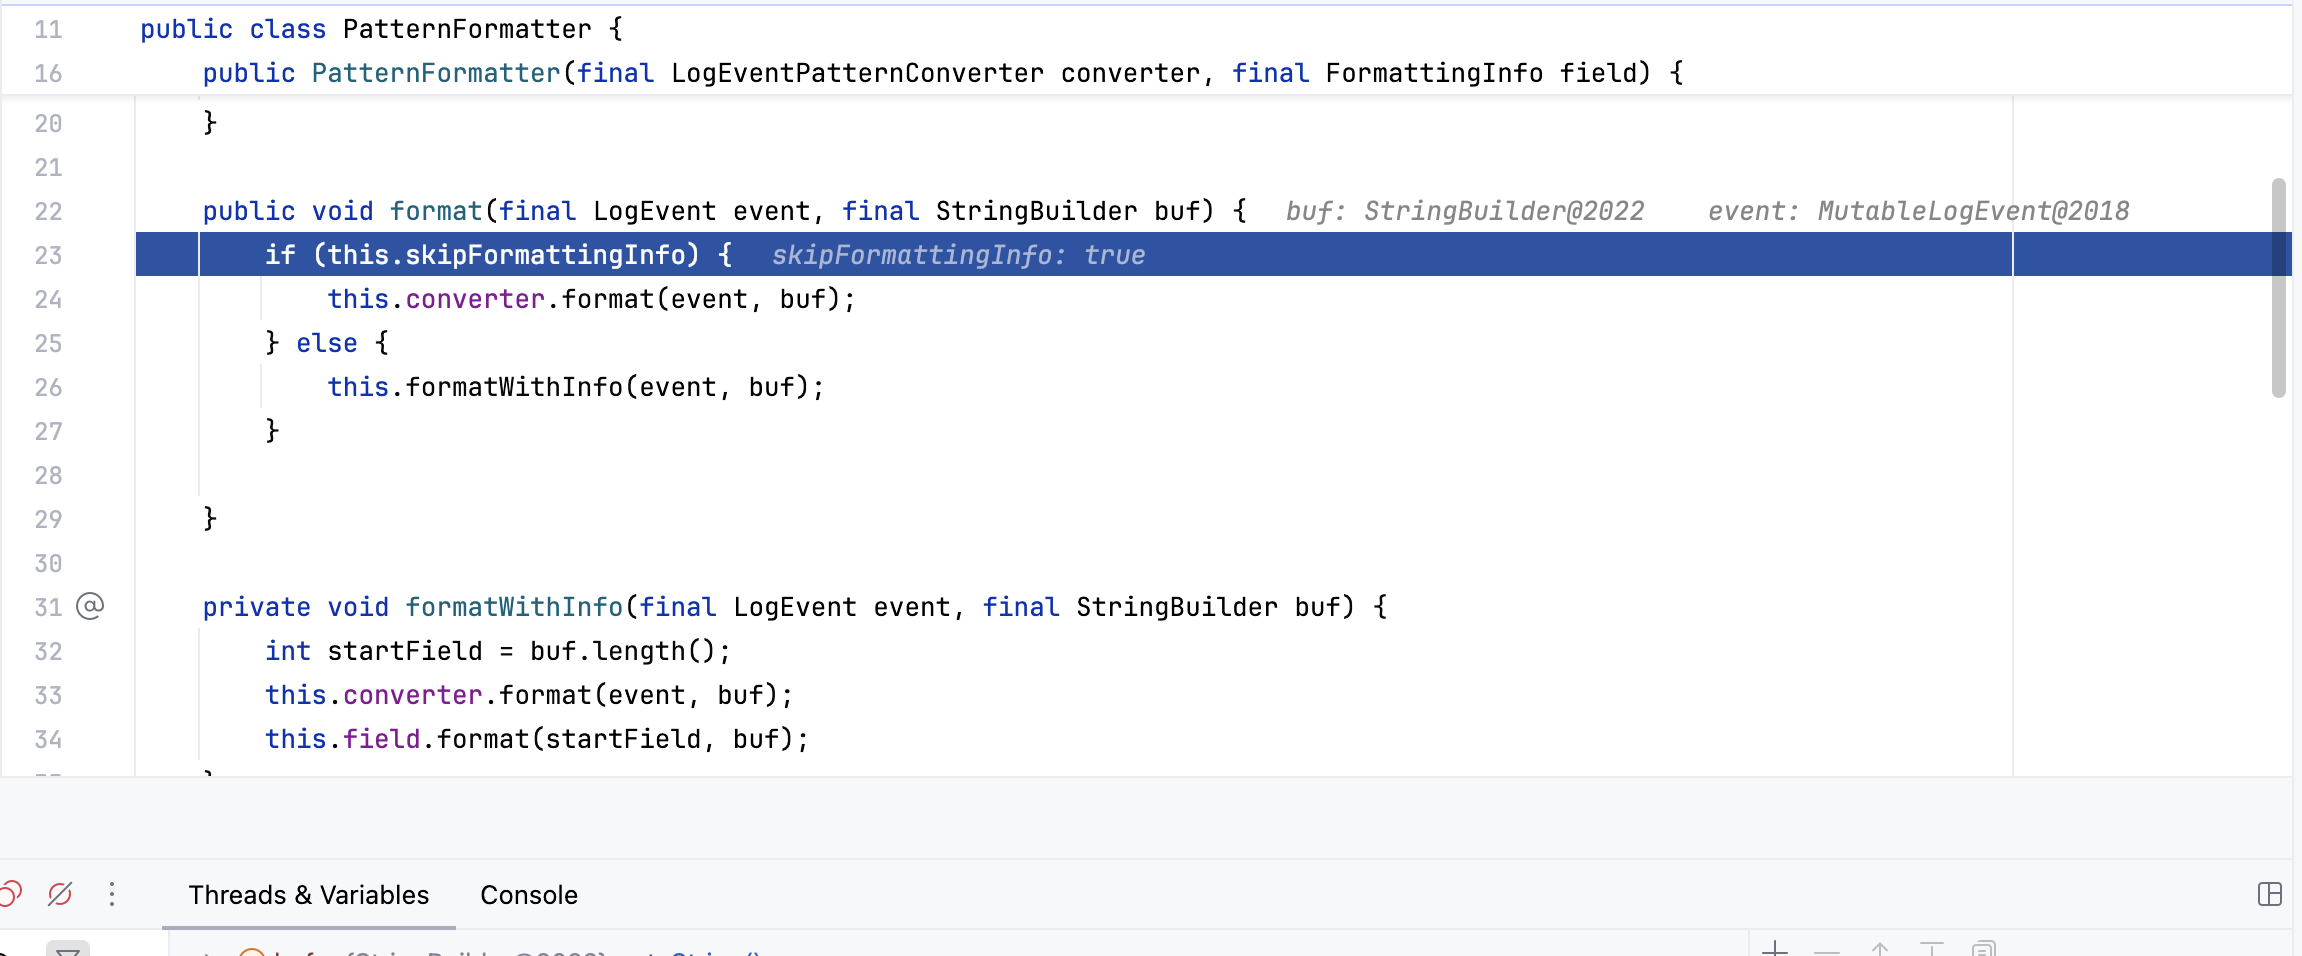 11 public class PatternFormatter {
16 public PatternFormatter(final LogEventPatternConverter converter, final FormattingInfo field) {
20 }
21
22 public void format(final LogEvent event, final StringBuilder buf) { buf: StringBuilder@2022 event: MutableLogEvent@2018
23 if (this.skipFormattingInfo) { skipFormattingInfo: true
24 this.converter.format(event, buf);
25 } else {
26 this.formatWithInfo(event, buf);
27 }
28
29 }
30
31 @ private void formatWithInfo(final LogEvent event, final StringBuilder buf) {
32 int startField = buf.length();
33 this.converter.format(event, buf);
34 this.field.format(startField, buf);
Threads & Variables Console